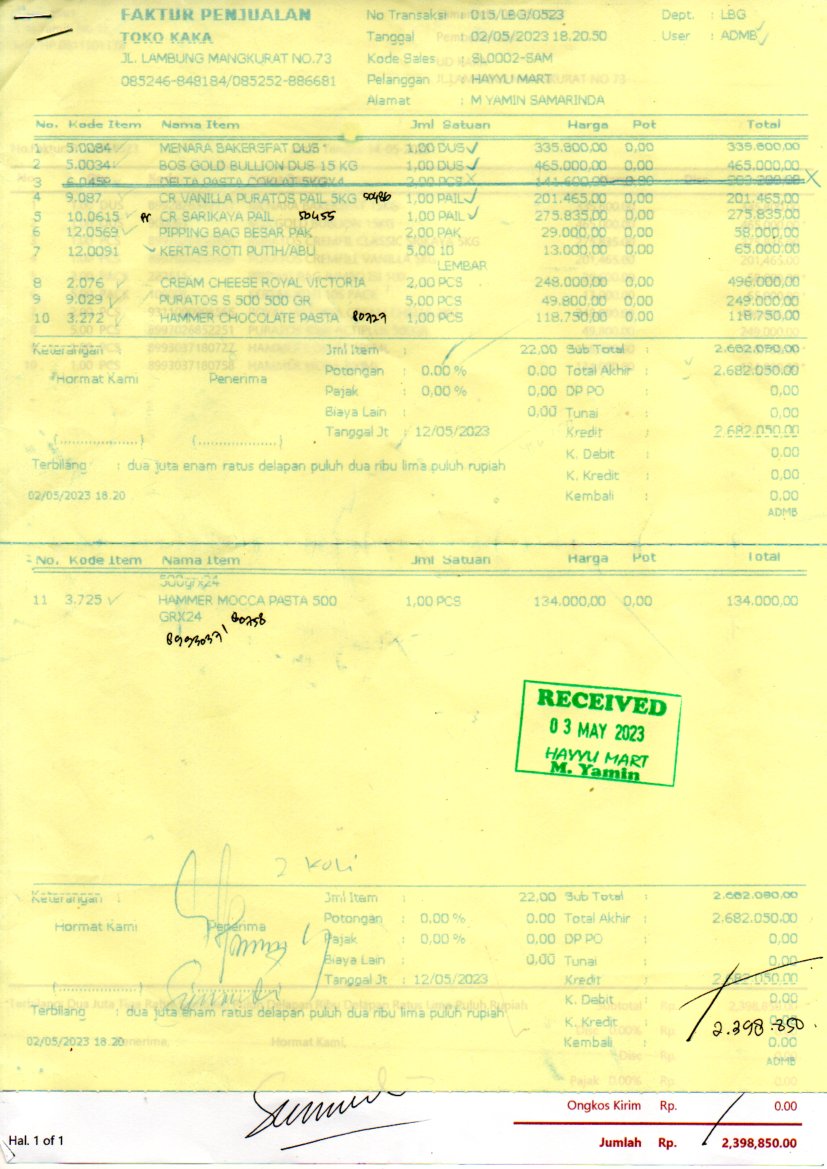 FAKTUR PENJUALAN
TOKO KAKA
JL. LAMBUNG MANGKURAT NO.73
085246-848184/085252-886681
No Transaksi : 015/LBG/0523
Tanggal : 02/05/2023 18.20.50
Kode Sales : SL0002-SAM
Pelanggan : HAYYU MART
Alamat : M YAMIN SAMARINDA
Dept. : LBG
User : ADMB
No. Kode Item Nama Item Jml Satuan Harga Pot Total
1 5.0084 MENARA BAKERSFAT DUS 1,00 DUS 335.800,00 0,00 335.800,00
2 5.0034 BOS GOLD BULLION DUS 15 KG 1,00 DUS 465.000,00 0,00 465.000,00
3 DELTA PASTA COKLAT 5KGX4 2,00 PCS 0,00 X
4 9.087 CR VANILLA PURATOS PAIL 5KG 50486 1,00 PAIL 201.465,00 0,00 201.465,00
5 10.0615 CR SARIKAYA PAIL 50455 1,00 PAIL 275.835,00 0,00 275.835,00
6 12.0569 PIPPING BAG BESAR PAK 2,00 PAK 29.000,00 0,00 58.000,00
7 12.0091 KERTAS ROTI PUTIH/ABU 5,00 10 13.000,00 0,00 65.000,00
LEMBAR
8 2.076 CREAM CHEESE ROYAL VICTORIA 2,00 PCS 248.000,00 0,00 496.000,00
9 9.029 PURATOS S 500 500 GR 5,00 PCS 49.800,00 0,00 249.000,00
10 3.272 HAMMER CHOCOLATE PASTA 80727 1,00 PCS 118.750,00 0,00 118.750,00
Keterangan : Jml Item : 22,00 Sub Total : 2.682.050,00
Hormat Kami Penerima Potongan : 0.00 % 0.00 Total Akhir : 2.682.050.00
Pajak : 0,00 % 0.00 DP PO : 0,00
Biaya Lain : 0,00 Tunai : 0,00
(..................) (..................) Tanggal Jt : 12/05/2023 Kredit : 2.682.050.00
K. Debit : 0,00
Terbilang : dua juta enam ratus delapan puluh dua ribu lima puluh rupiah K. Kredit : 0,00
02/05/2023 18.20 Kembali : 0,00
ADMB
No. Kode Item Nama Item Jml Satuan Harga Pot Total
500grx24
11 3.725 HAMMER MOCCA PASTA 500 1,00 PCS 134.000,00 0,00 134.000,00
GRX24
8993037180758
RECEIVED
03 MAY 2023
HAYYU MART
M. Yamin
2 Koli
Keterangan : Jml Item : 22,00 Sub Total : 2.682.050,00
Hormat Kami Penerima Potongan : 0.00 % 0.00 Total Akhir : 2.682.050.00
Pajak : 0,00 % 0.00 DP PO : 0,00
Biaya Lain : 0,00 Tunai : 0,00
Tanggal Jt : 12/05/2023 Kredit : 2.682.050.00
K. Debit : 0,00
Terbilang : dua juta enam ratus delapan puluh dua ribu lima puluh rupiah K. Kredit : 2.398.850
02/05/2023 18.20 Kembali : 0.00
ADMB
Ongkos Kirim Rp. 0.00
Hal. 1 of 1 Jumlah Rp. 2,398,850.00